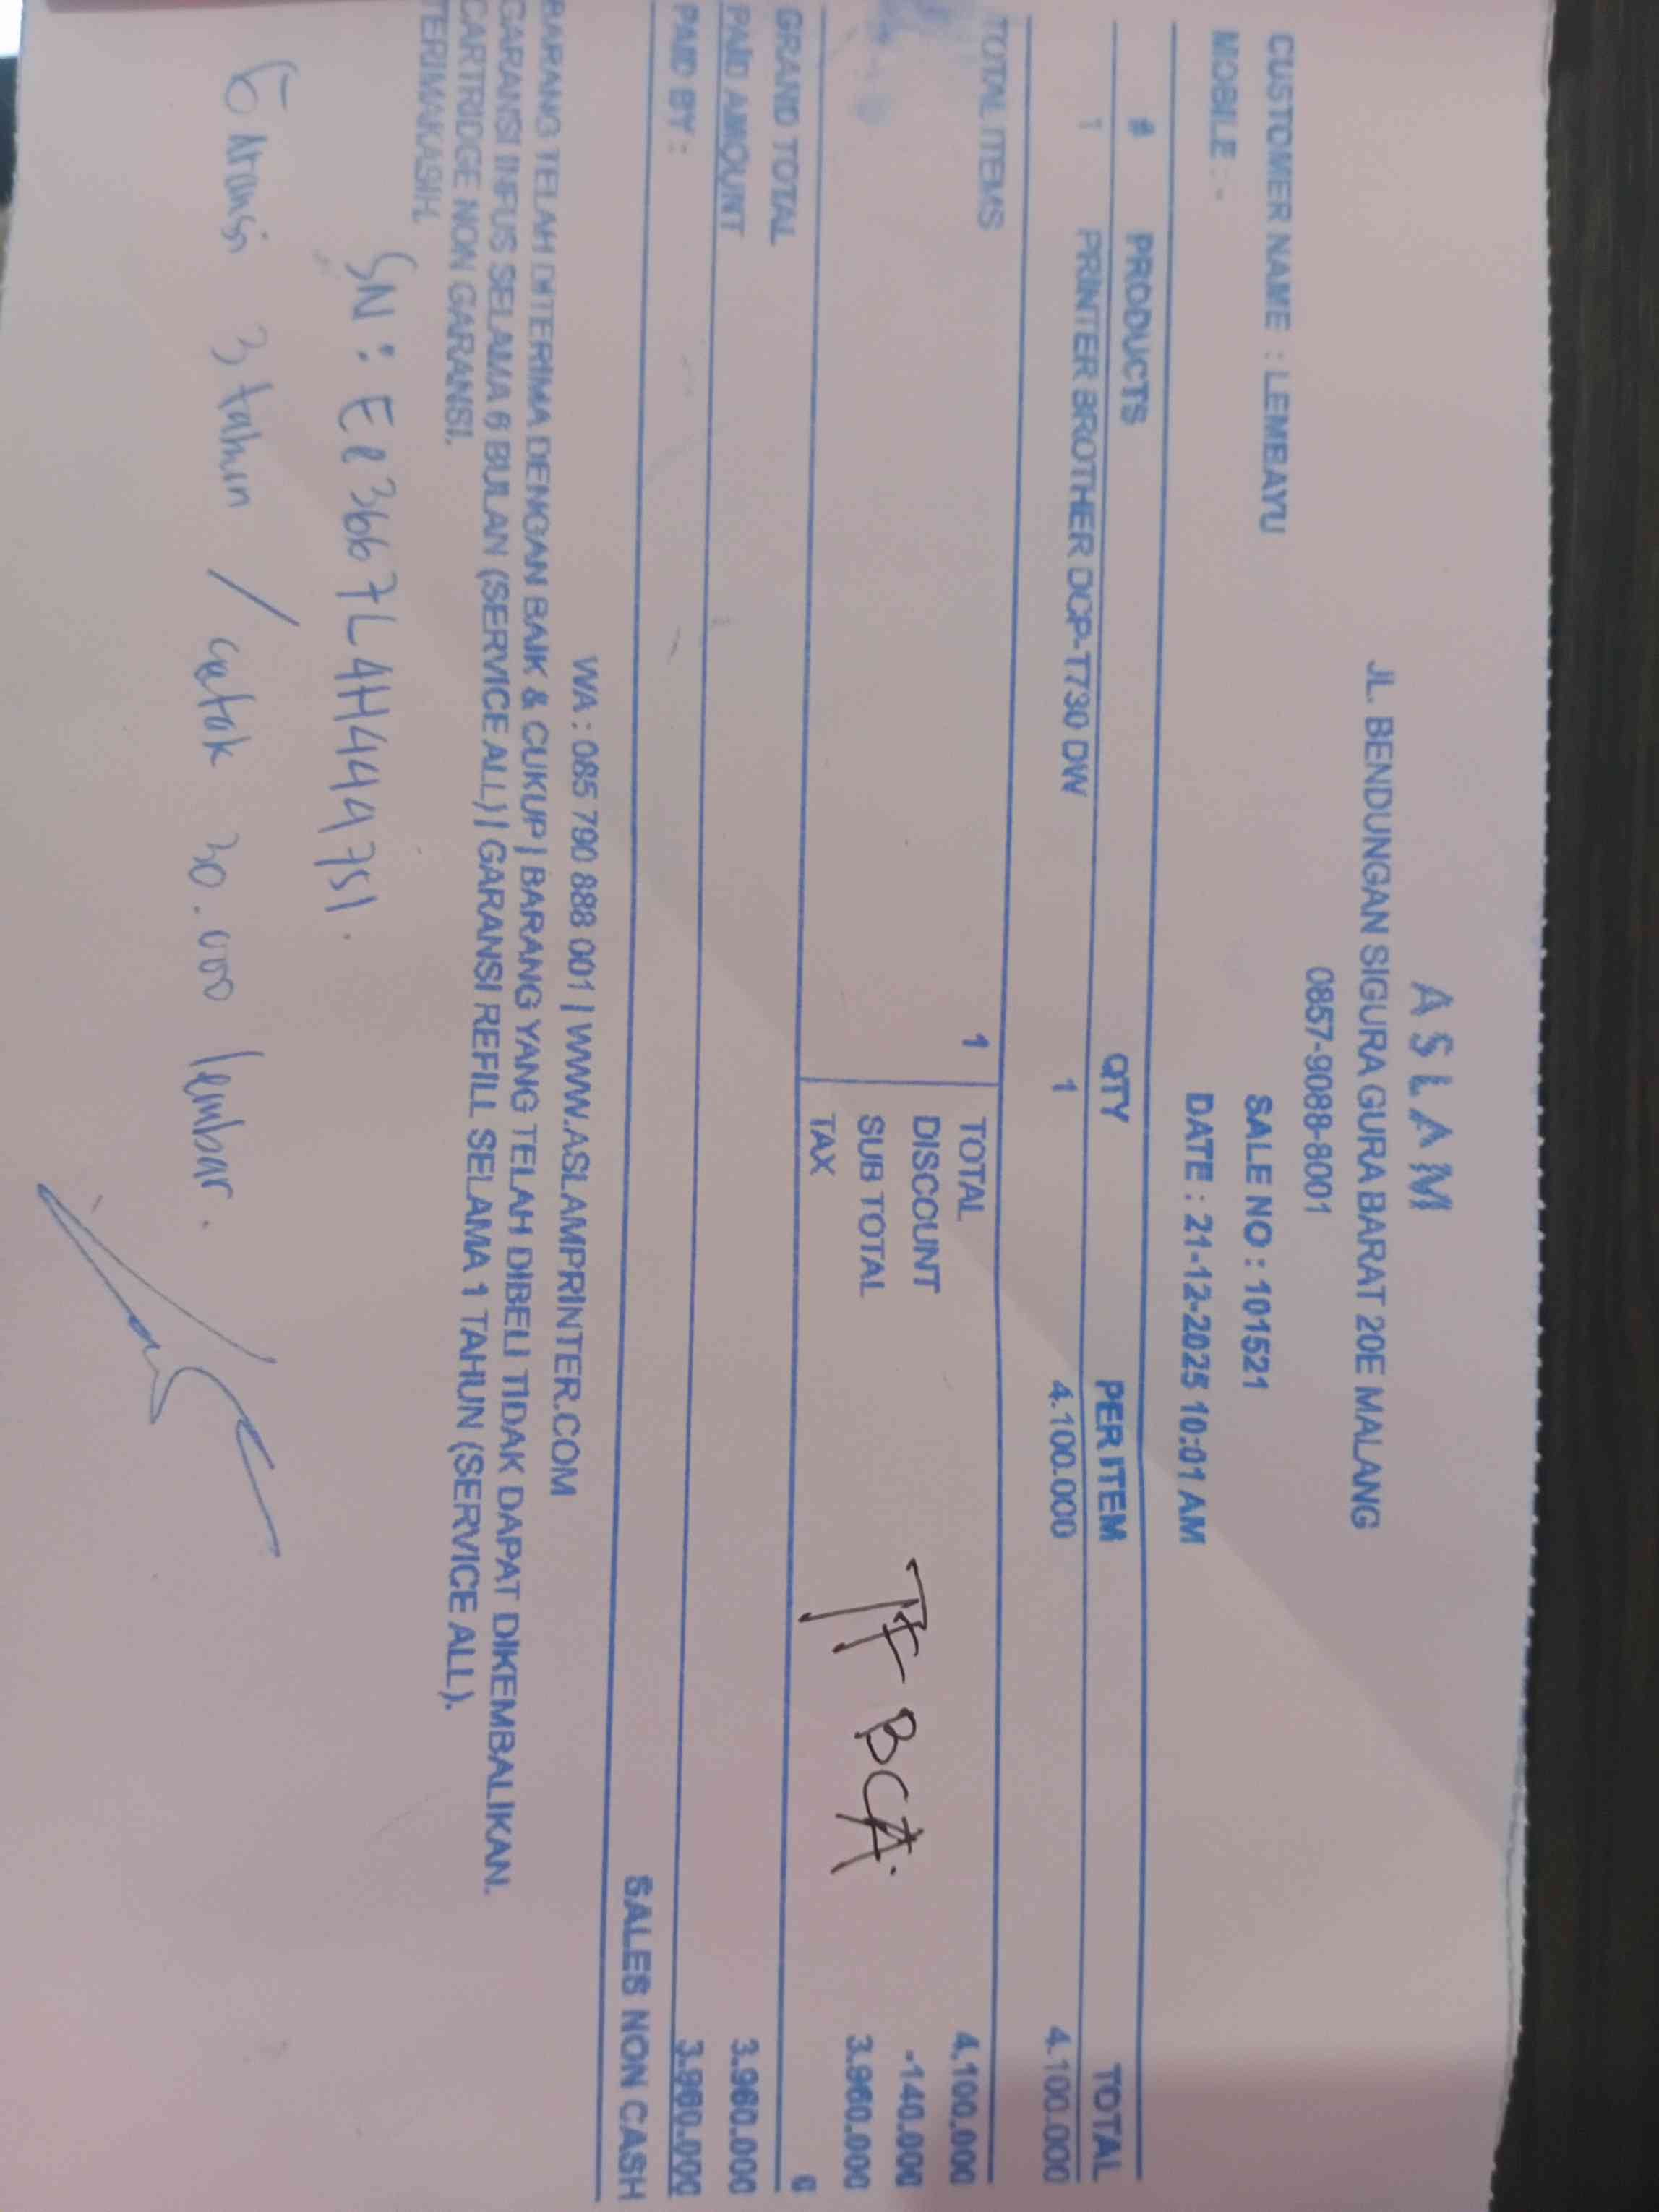 ASLAM
JL. BENDUNGAN SIGURA GURA BARAT 20E MALANG
0857-9088-8001
CUSTOMER NAME : LEMBAYU
SALE NO : 101521
MOBILE : -
DATE : 21-12-2025 10:01 AM
# PRODUCTS QTY PER ITEM TOTAL
1 PRINTER BROTHER DCP-T730 DW 1 4.100.000 4.100.000
TOTAL ITEMS 1 TOTAL 4.100.000
DISCOUNT -140.000
SUB TOTAL 3.960.000
TAX 0
TF BCA.
GRAND TOTAL 3.960.000
PAID AMOUNT 3.960.000
PAID BY : SALES NON CASH
WA : 085 790 888 001 | WWW.ASLAMPRINTER.COM
BARANG TELAH DITERIMA DENGAN BAIK & CUKUP | BARANG YANG TELAH DIBELI TIDAK DAPAT DIKEMBALIKAN.
GARANSI INFUS SELAMA 6 BULAN (SERVICE ALL) | GARANSI REFILL SELAMA 1 TAHUN (SERVICE ALL).
CARTRIDGE NON GARANSI.
TERIMAKASIH.
SN :
Garansi 3 tahun / cetak 30.000 lembar.